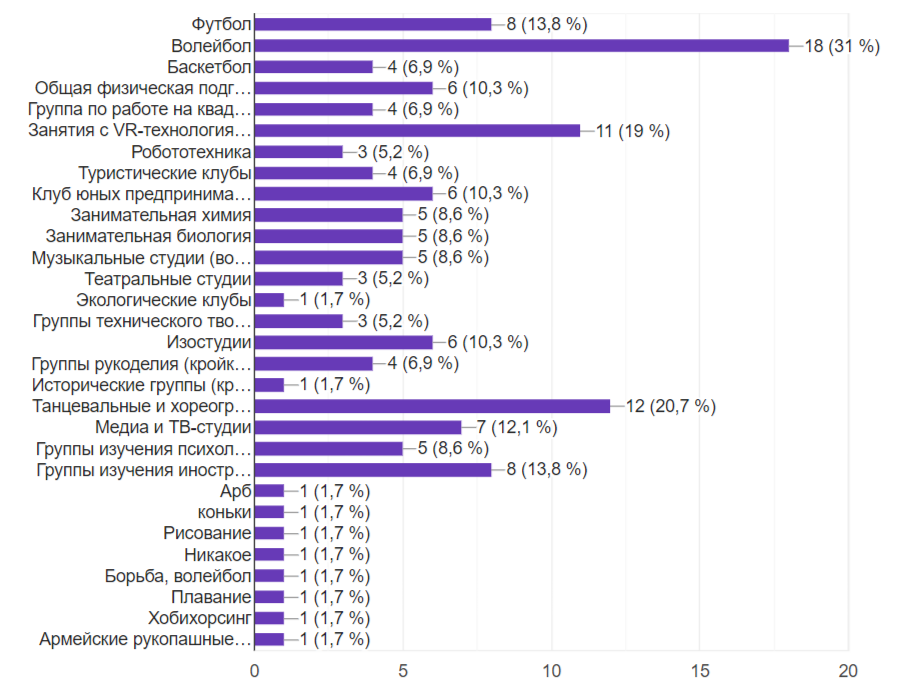 Футбол 8 (13,8 %)
Волейбол 18 (31 %)
Баскетбол 4 (6,9 %)
Общая физическая подг… 6 (10,3 %)
Группа по работе на квад… 4 (6,9 %)
Занятия с VR-технология… 11 (19 %)
Робототехника 3 (5,2 %)
Туристические клубы 4 (6,9 %)
Клуб юных предпринима… 6 (10,3 %)
Занимательная химия 5 (8,6 %)
Занимательная биология 5 (8,6 %)
Музыкальные студии (во… 5 (8,6 %)
Театральные студии 3 (5,2 %)
Экологические клубы 1 (1,7 %)
Группы технического тво… 3 (5,2 %)
Изостудии 6 (10,3 %)
Группы рукоделия (кройк… 4 (6,9 %)
Исторические группы (кр… 1 (1,7 %)
Танцевальные и хореогр… 12 (20,7 %)
Медиа и ТВ-студии 7 (12,1 %)
Группы изучения психол… 5 (8,6 %)
Группы изучения иностр… 8 (13,8 %)
Арб 1 (1,7 %)
коньки 1 (1,7 %)
Рисование 1 (1,7 %)
Никакое 1 (1,7 %)
Борьба, волейбол 1 (1,7 %)
Плавание 1 (1,7 %)
Хобихорсинг 1 (1,7 %)
Армейские рукопашные… 1 (1,7 %)
0 5 10 15 20